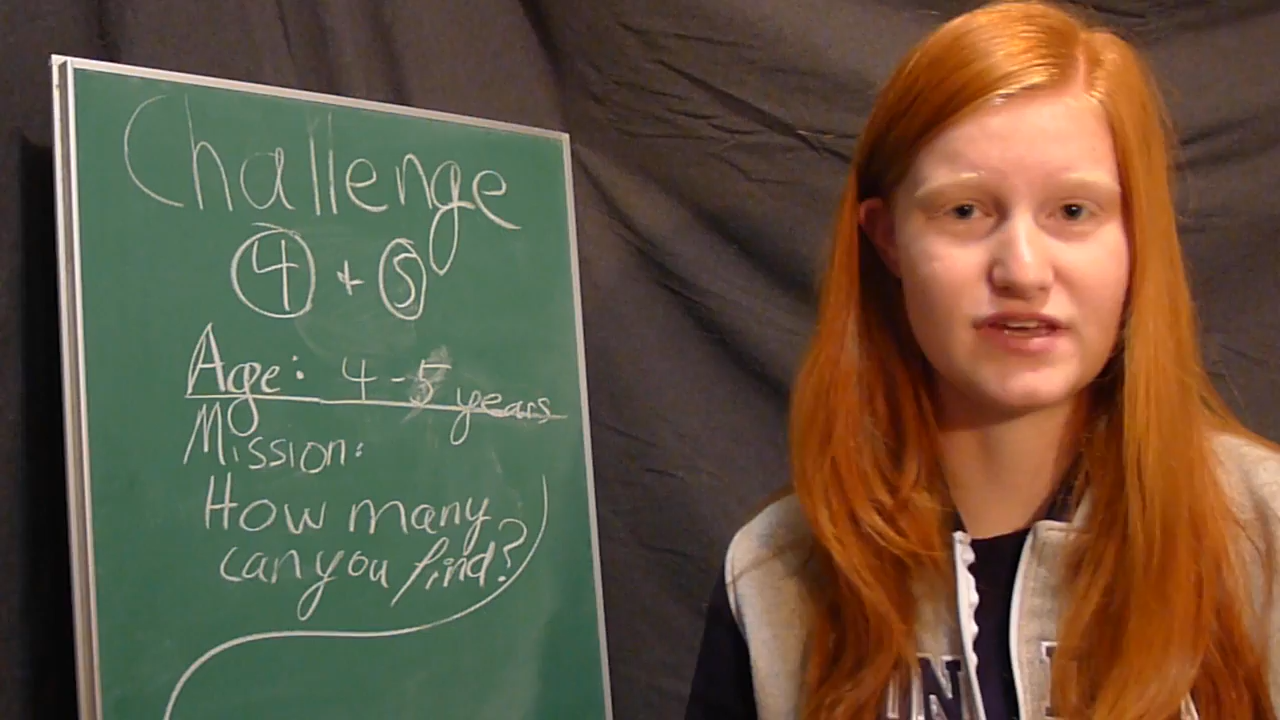 Challenge
4 + 5
Age: 4-5 years
Mission:
How many
can you find?